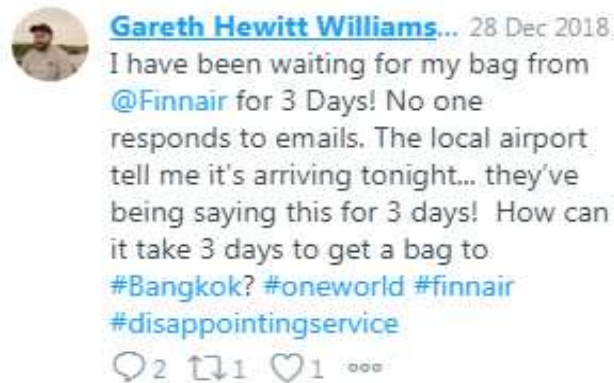 Gareth Hewitt Williams... 28 Dec 2018
I have been waiting for my bag from
@Finnair for 3 Days! No one
responds to emails. The local airport
tell me it's arriving tonight... they've
being saying this for 3 days!  How can
it take 3 days to get a bag to
#Bangkok? #oneworld #finnair
#disappointingservice
2 1 1